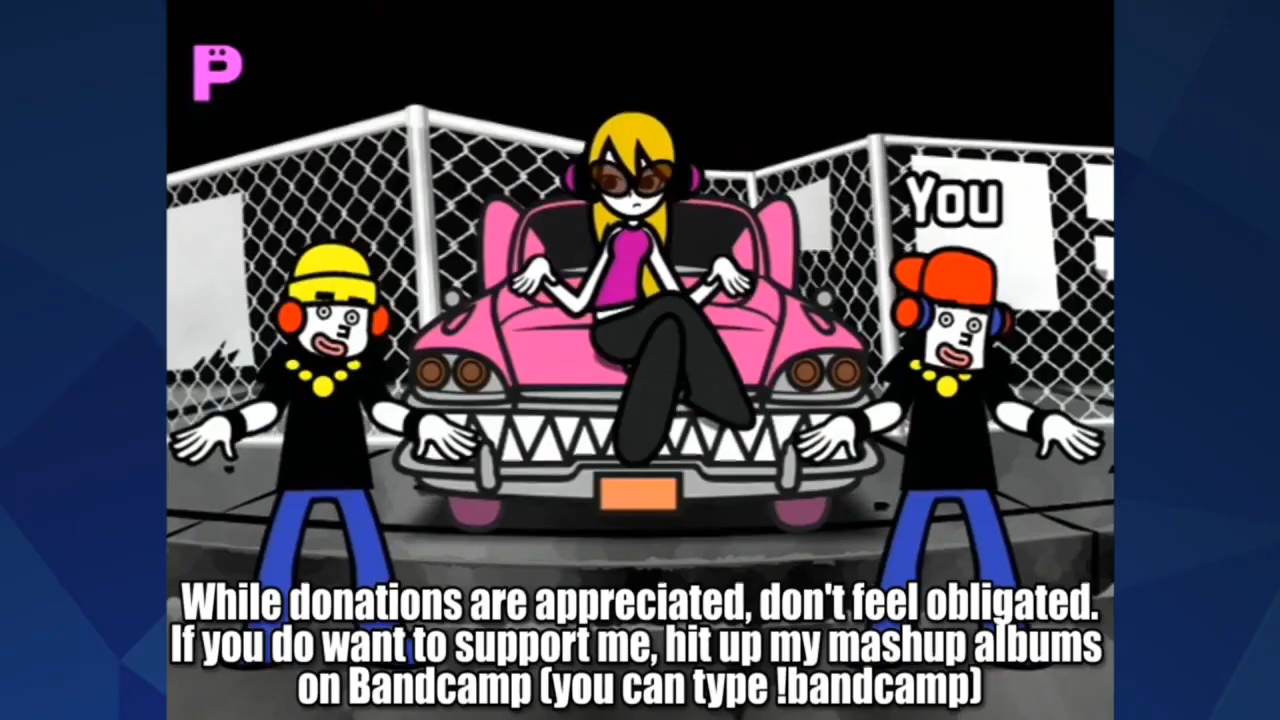 P
You
While donations are appreciated, don't feel obligated.
If you do want to support me, hit up my mashup albums
on Bandcamp (you can type !bandcamp)